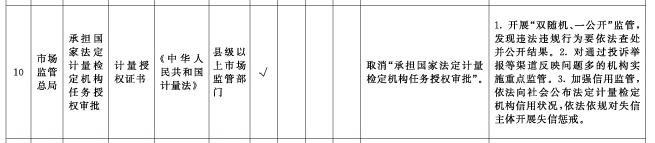 10
市场
监管
总局
承担国
家法定
计量检
定机构
任务授
权审批
计量授
权证书
《中华人
民共和国
计量法》
县级以
上市场
监管部
门
√
取消“承担国家法定计量
检定机构任务授权审批”。
1. 开展“双随机、一公开”监管,
发现违法违规行为要依法查处
并公开结果。2. 对通过投诉举
报等渠道反映问题多的机构实
施重点监管。3. 加强信用监管,
依法向社会公布法定计量检定
机构信用状况,依法依规对失信
主体开展失信惩戒。